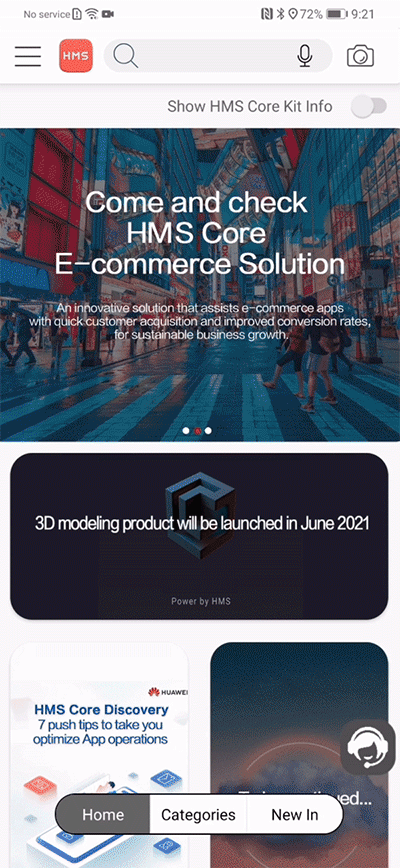 No service
72%
9:21
HMS
Show HMS Core Kit Info
Come and check
HMS Core
E-commerce Solution
An innovative solution that assists e-commerce apps
with quick customer acquisition and improved conversion rates,
for sustainable business growth.
3D modeling product will be launched in June 2021
Power by HMS
HUAWEI
HMS Core Discovery
7 push tips to take you
optimize App operations
Home
Categories
New In